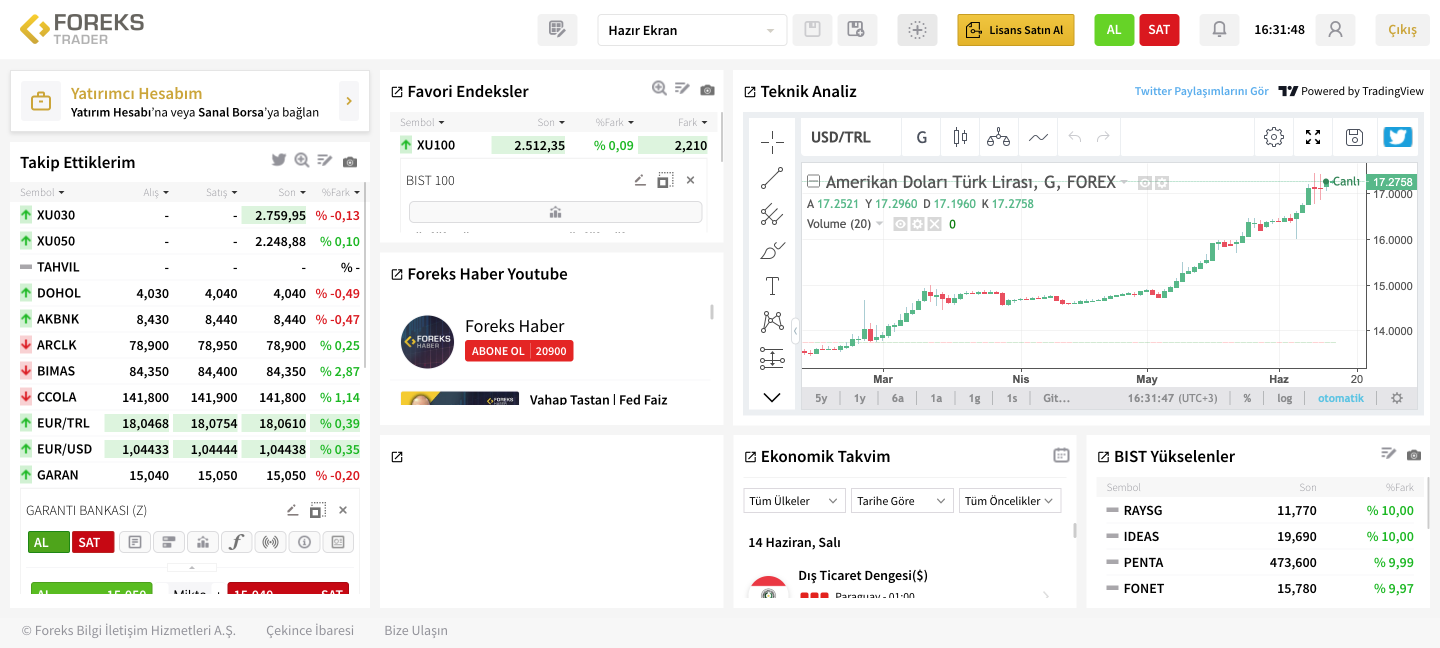 FOREKS
TRADER
Hazır Ekran
Lisans Satın Al
AL
SAT
16:31:48
Çıkış
Yatırımcı Hesabım
Yatırım Hesabı'na veya Sanal Borsa'ya bağlan
Takip Ettiklerim
Sembol Alış Satış Son %Fark
XU030 - - 2.759,95 % -0,13
XU050 - - 2.248,88 % 0,10
TAHVIL - - - % -
DOHOL 4,030 4,040 4,040 % -0,49
AKBNK 8,430 8,440 8,440 % -0,47
ARCLK 78,900 78,950 78,900 % 0,25
BIMAS 84,350 84,400 84,350 % 2,87
CCOLA 141,800 141,900 141,800 % 1,14
EUR/TRL 18,0468 18,0754 18,0610 % 0,39
EUR/USD 1,04433 1,04444 1,04438 % 0,35
GARAN 15,040 15,050 15,050 % -0,20
GARANTI BANKASI (Z)
AL SAT
AL 15,050 Mikta 15,040 SAT
Favori Endeksler
Sembol Son %Fark Fark
XU100 2.512,35 % 0,09 2,210
BIST 100
Foreks Haber Youtube
FOREKS
HABER
Foreks Haber
ABONE OL 20900
FOREKS
HABER
Vahap Tastan | Fed Faiz
Teknik Analiz
Twitter Paylaşımlarını Gör
Powered by TradingView
USD/TRL G
Amerikan Doları Türk Lirası, G, FOREX
Canlı
17.2758
A 17.2521 Y 17.2960 D 17.1960 K 17.2758
Volume (20) 0
17.0000
16.0000
15.0000
14.0000
Mar Nis May Haz 20
5y 1y 6a 1a 1g 1s Git... 16:31:47 (UTC+3) % log otomatik
Ekonomik Takvim
Tüm Ülkeler Tarihe Göre Tüm Öncelikler
14 Haziran, Salı
Dış Ticaret Dengesi($)
Paraguay - 01:00
BIST Yükselenler
Sembol Son %Fark
RAYSG 11,770 % 10,00
IDEAS 19,690 % 10,00
PENTA 473,600 % 9,99
FONET 15,780 % 9,97
© Foreks Bilgi İletişim Hizmetleri A.Ş. Çekince İbaresi Bize Ulaşın